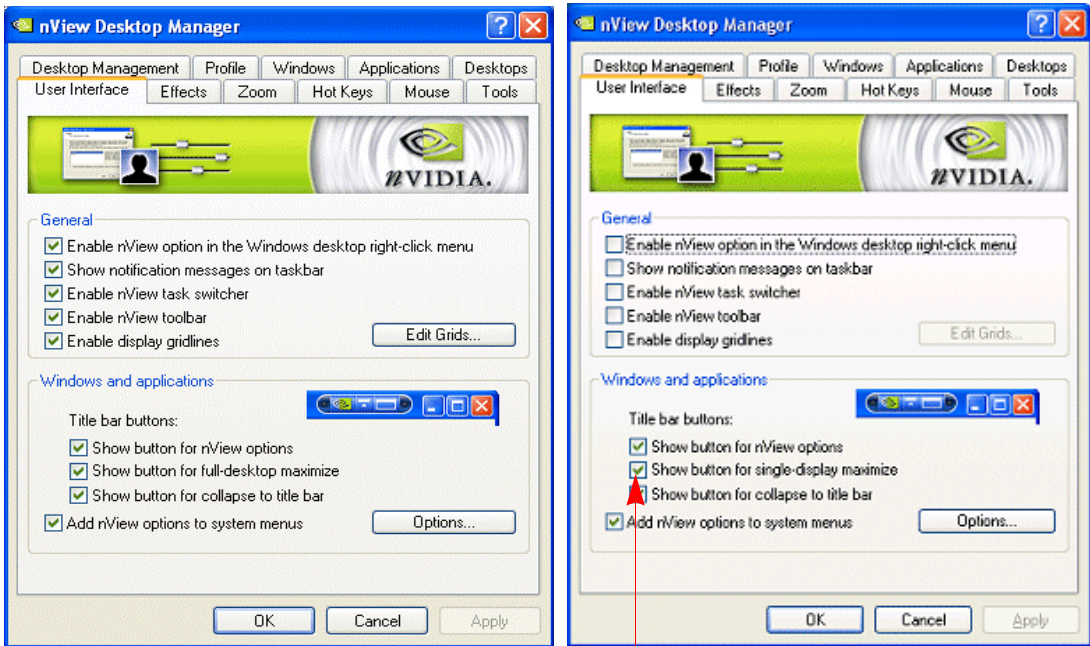 nView Desktop Manager
Desktop Management Profile Windows Applications Desktops
User Interface Effects Zoom Hot Keys Mouse Tools
nVIDIA.
General
Enable nView option in the Windows desktop right-click menu
Show notification messages on taskbar
Enable nView task switcher
Enable nView toolbar
Enable display gridlines
Edit Grids...
Windows and applications
Title bar buttons:
Show button for nView options
Show button for full-desktop maximize
Show button for collapse to title bar
Add nView options to system menus
Options...
OK Cancel Apply
nView Desktop Manager
Desktop Management Profile Windows Applications Desktops
User Interface Effects Zoom Hot Keys Mouse Tools
nVIDIA.
General
Enable nView option in the Windows desktop right-click menu
Show notification messages on taskbar
Enable nView task switcher
Enable nView toolbar
Enable display gridlines
Edit Grids...
Windows and applications
Title bar buttons:
Show button for nView options
Show button for single-display maximize
Show button for collapse to title bar
Add nView options to system menus
Options...
OK Cancel Apply